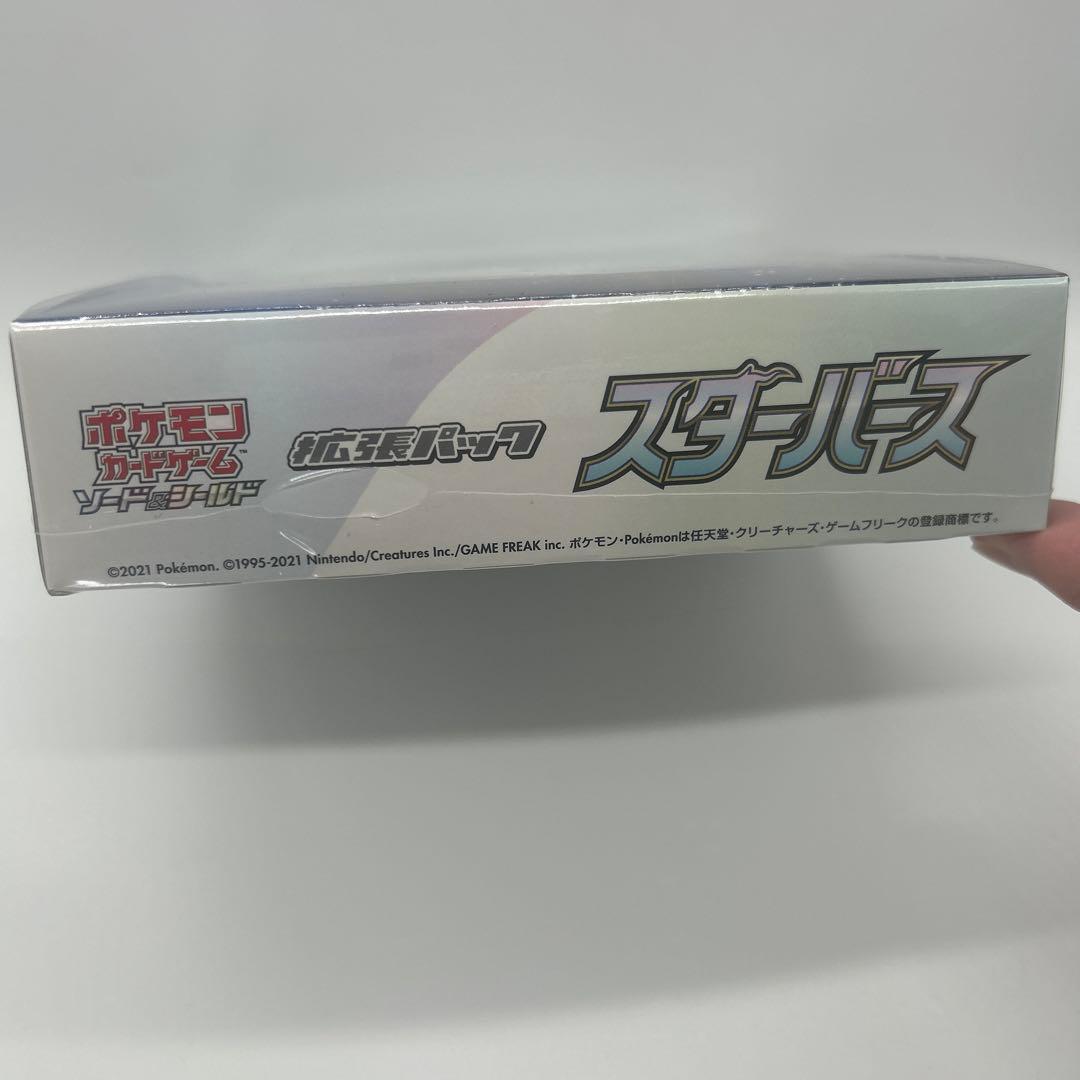 ポケモン
カードゲーム™
ソード&シールド
拡張パック
スターバース
©2021 Pokémon. ©1995-2021 Nintendo/Creatures Inc./GAME FREAK inc. ポケモン・Pokémonは任天堂・クリーチャーズ・ゲームフリークの登録商標です。